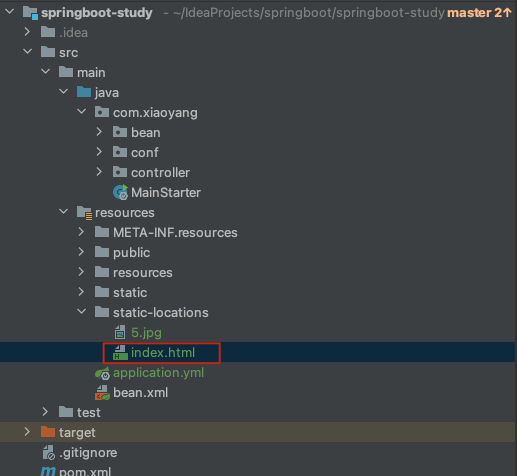 springboot-study - ~/IdeaProjects/springboot/springboot-study master 2↑
.idea
src
main
java
com.xiaoyang
bean
conf
controller
MainStarter
resources
META-INF.resources
public
resources
static
static-locations
5.jpg
index.html
application.yml
bean.xml
test
target
.gitignore
pom.xml